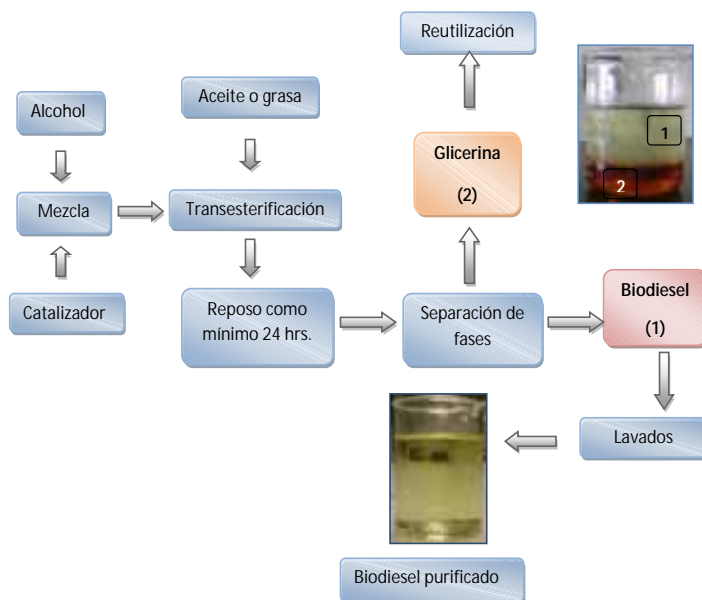 Reutilización
Aceite o grasa
Alcohol
1
Glicerina
(2)
2
Mezcla
Transesterificación
Catalizador
Reposo como
mínimo 24 hrs.
Separación de
fases
Biodiesel
(1)
Lavados
Biodiesel purificado